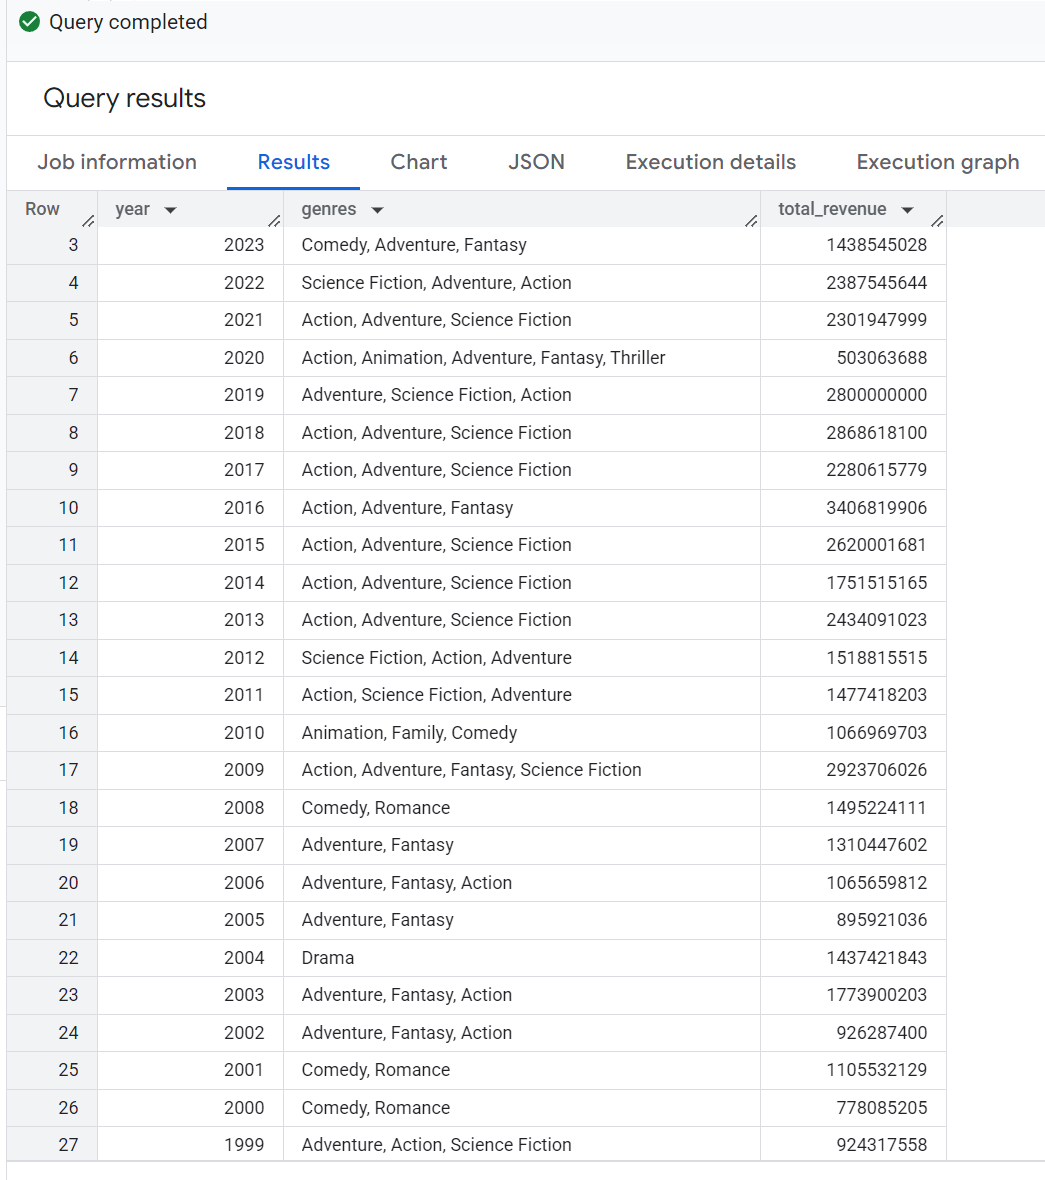 Query completed
Query results
Job information Results Chart JSON Execution details Execution graph
Row year genres total_revenue
3 2023 Comedy, Adventure, Fantasy 1438545028
4 2022 Science Fiction, Adventure, Action 2387545644
5 2021 Action, Adventure, Science Fiction 2301947999
6 2020 Action, Animation, Adventure, Fantasy, Thriller 503063688
7 2019 Adventure, Science Fiction, Action 2800000000
8 2018 Action, Adventure, Science Fiction 2868618100
9 2017 Action, Adventure, Science Fiction 2280615779
10 2016 Action, Adventure, Fantasy 3406819906
11 2015 Action, Adventure, Science Fiction 2620001681
12 2014 Action, Adventure, Science Fiction 1751515165
13 2013 Action, Adventure, Science Fiction 2434091023
14 2012 Science Fiction, Action, Adventure 1518815515
15 2011 Action, Science Fiction, Adventure 1477418203
16 2010 Animation, Family, Comedy 1066969703
17 2009 Action, Adventure, Fantasy, Science Fiction 2923706026
18 2008 Comedy, Romance 1495224111
19 2007 Adventure, Fantasy 1310447602
20 2006 Adventure, Fantasy, Action 1065659812
21 2005 Adventure, Fantasy 895921036
22 2004 Drama 1437421843
23 2003 Adventure, Fantasy, Action 1773900203
24 2002 Adventure, Fantasy, Action 926287400
25 2001 Comedy, Romance 1105532129
26 2000 Comedy, Romance 778085205
27 1999 Adventure, Action, Science Fiction 924317558